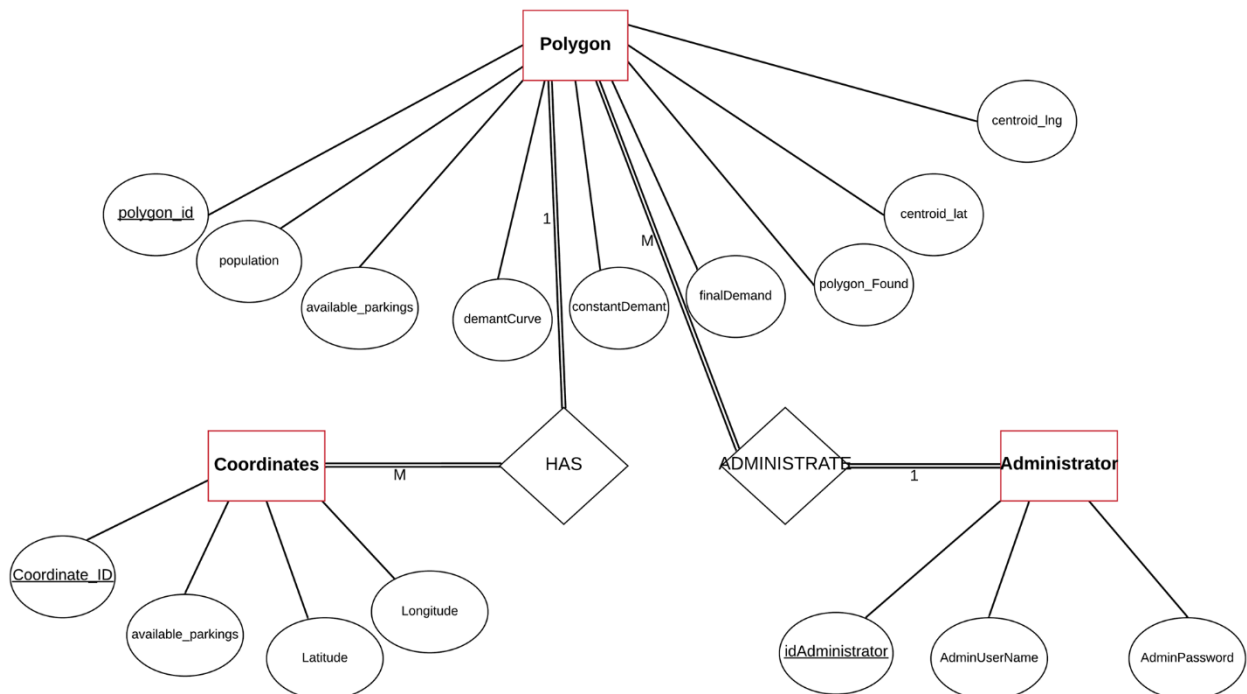 Polygon
centroid_lng
polygon_id
centroid_lat
1
M
population
polygon_Found
available_parkings
demantCurve
constantDemant
finalDemand
Coordinates
HAS
ADMINISTRATE
Administrator
M
1
Coordinate_ID
available_parkings
Latitude
Longitude
idAdministrator
AdminUserName
AdminPassword